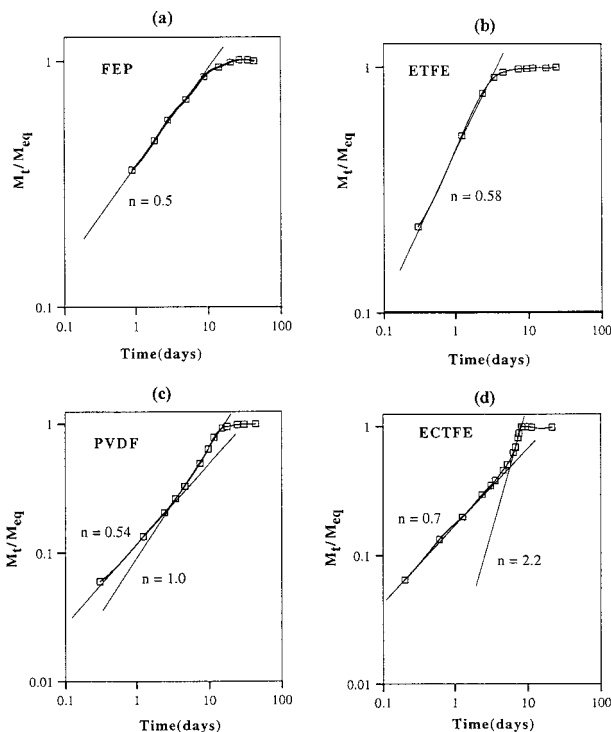 (a)
FEP
1
0.1
Mt/Meq
n = 0.5
0.1 1 10 100
Time(days)
(b)
ETFE
1
0.1
Mt/Meq
n = 0.58
0.1 1 10 100
Time(days)
(c)
PVDF
1
0.1
0.01
Mt/Meq
n = 0.54
n = 1.0
0.1 1 10 100
Time(days)
(d)
ECTFE
1
0.1
0.01
Mt/Meq
n = 0.7
n = 2.2
0.1 1 10 100
Time(days)